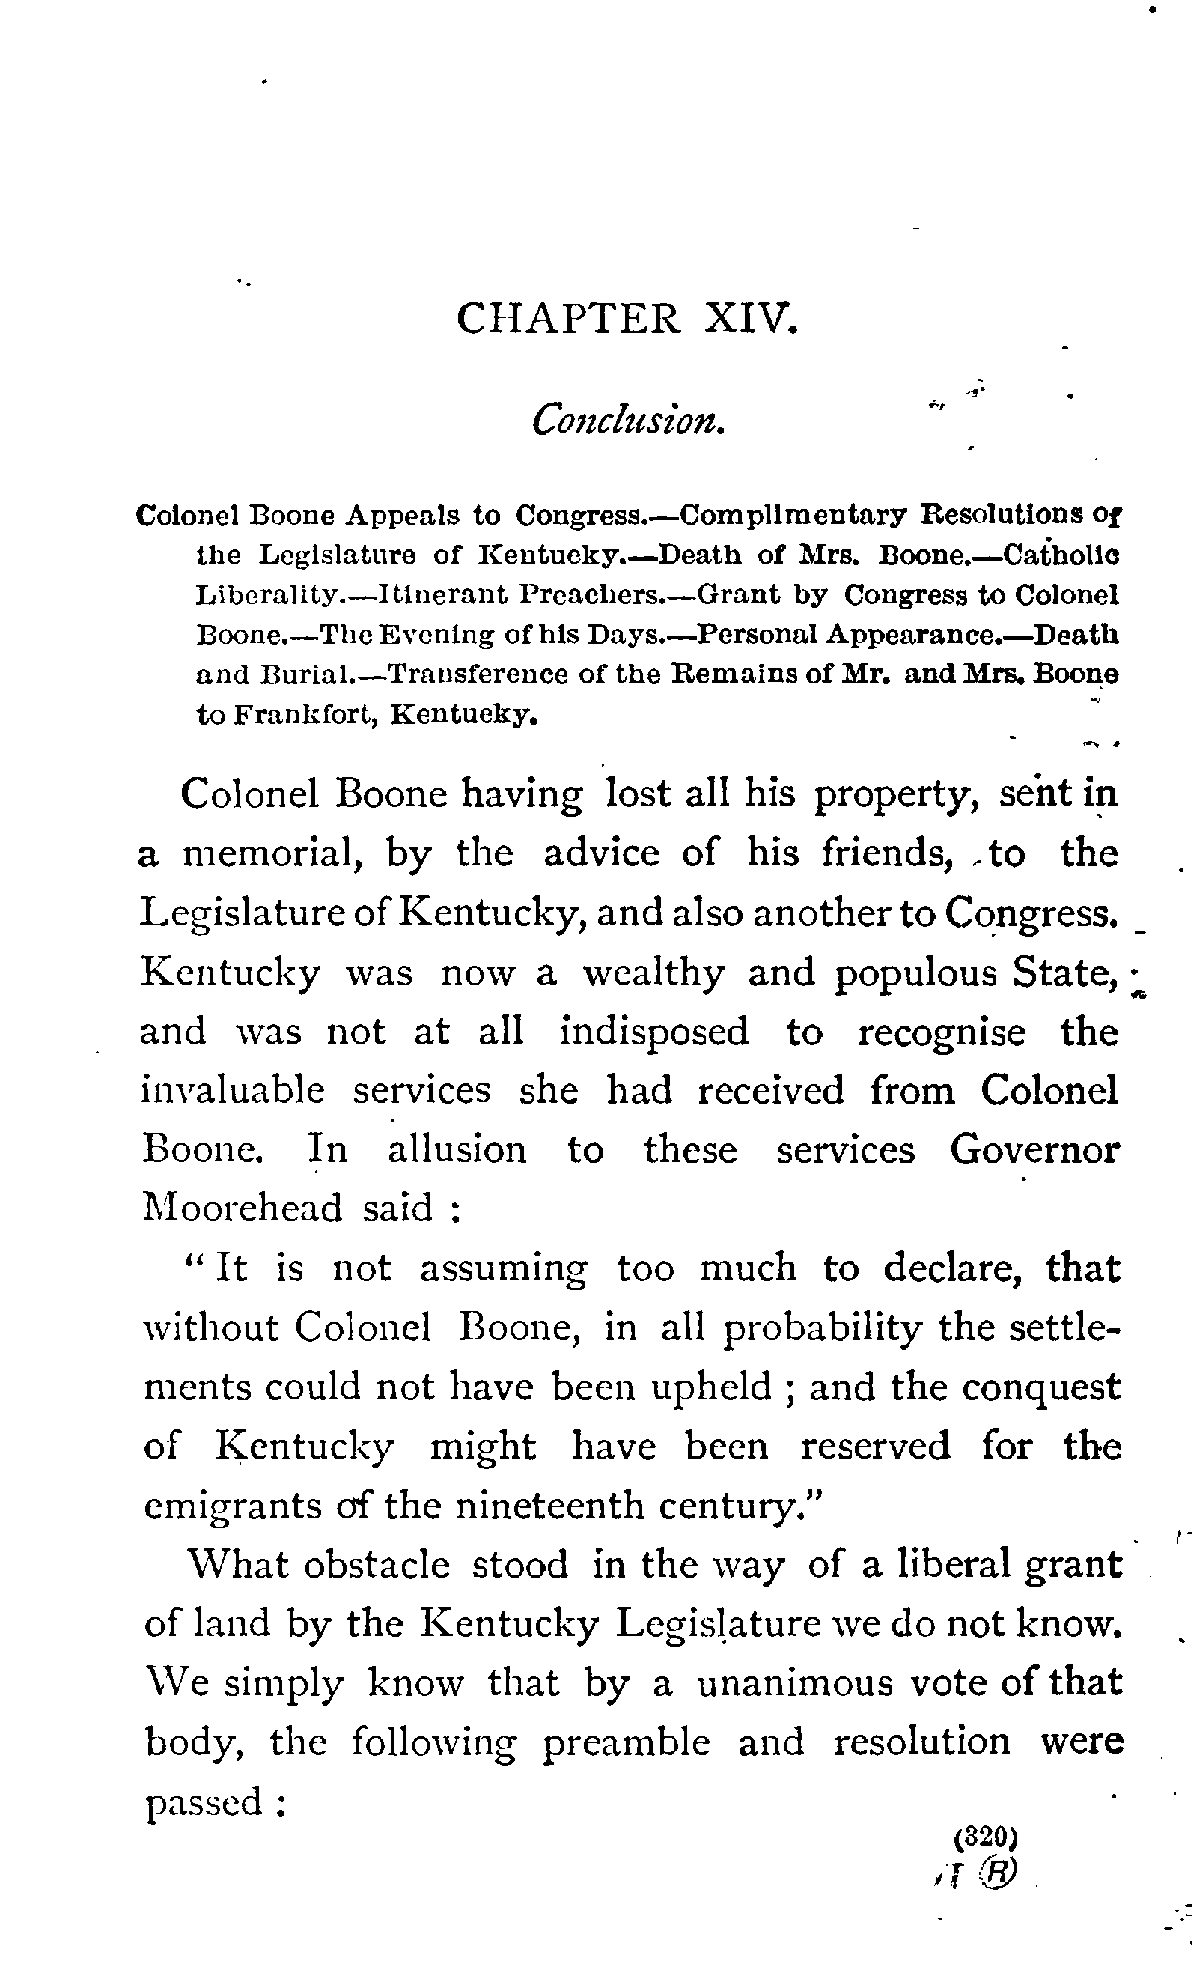 CHAPTER XIV.
Conclusion.
Colonel Boone Appeals to Congress.—Complimentary Resolutions of
the Legislature of Kentucky.—Death of Mrs. Boone.—Catholic
Liberality.—Itinerant Preachers.—Grant by Congress to Colonel
Boone.—The Evening of his Days.—Personal Appearance.—Death
and Burial.—Transference of the Remains of Mr. and Mrs. Boone
to Frankfort, Kentucky.
Colonel Boone having lost all his property, sent in
a memorial, by the advice of his friends, to the
Legislature of Kentucky, and also another to Congress.
Kentucky was now a wealthy and populous State,
and was not at all indisposed to recognise the
invaluable services she had received from Colonel
Boone. In allusion to these services Governor
Moorehead said :
“ It is not assuming too much to declare, that
without Colonel Boone, in all probability the settle-
ments could not have been upheld ; and the conquest
of Kentucky might have been reserved for the
emigrants of the nineteenth century.”
What obstacle stood in the way of a liberal grant
of land by the Kentucky Legislature we do not know.
We simply know that by a unanimous vote of that
body, the following preamble and resolution were
passed :
(320)